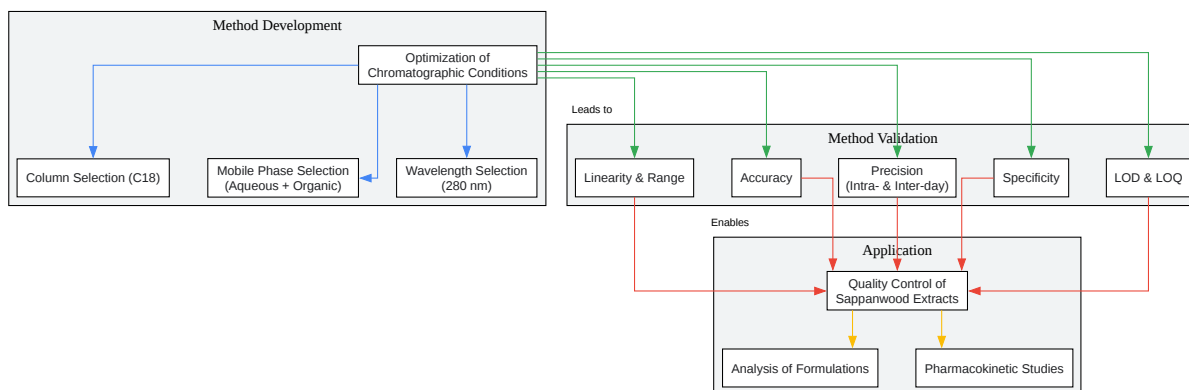 Method Development
Optimization of
Chromatographic Conditions
Column Selection (C18)
Mobile Phase Selection
(Aqueous + Organic)
Wavelength Selection
(280 nm)
Leads to
Method Validation
Linearity & Range
Accuracy
Precision
(Intra- & Inter-day)
Specificity
LOD & LOQ
Enables
Application
Quality Control of
Sappanwood Extracts
Analysis of Formulations
Pharmacokinetic Studies